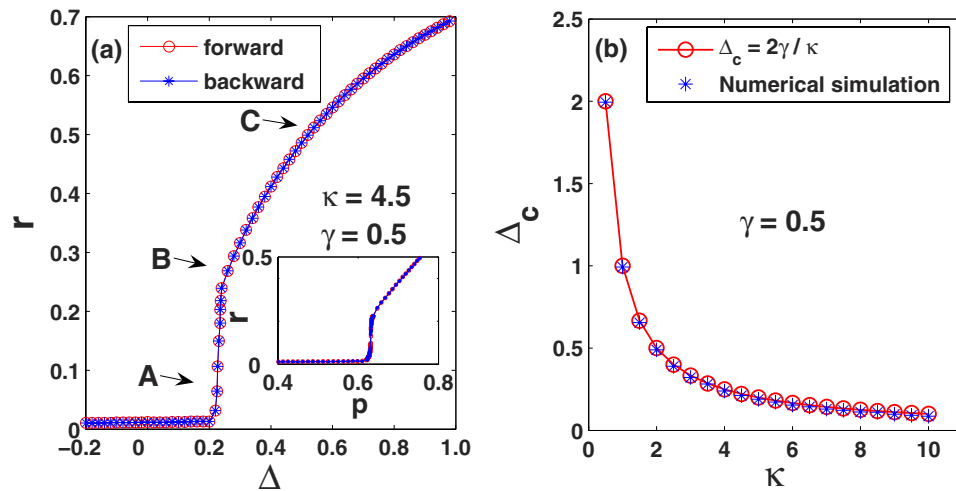 (a)
forward
backward
C
B
A
κ = 4.5
γ = 0.5
r
0.7
0.6
0.5
0.4
0.3
0.2
0.1
0
−0.2 0 0.2 0.4 0.6 0.8 1.0
Δ
r
0.5
0
0.4 0.6 0.8
p
(b)
Δc = 2γ / κ
Numerical simulation
γ = 0.5
Δc
2.5
2
1.5
1
0.5
0
0 2 4 6 8 10
κ